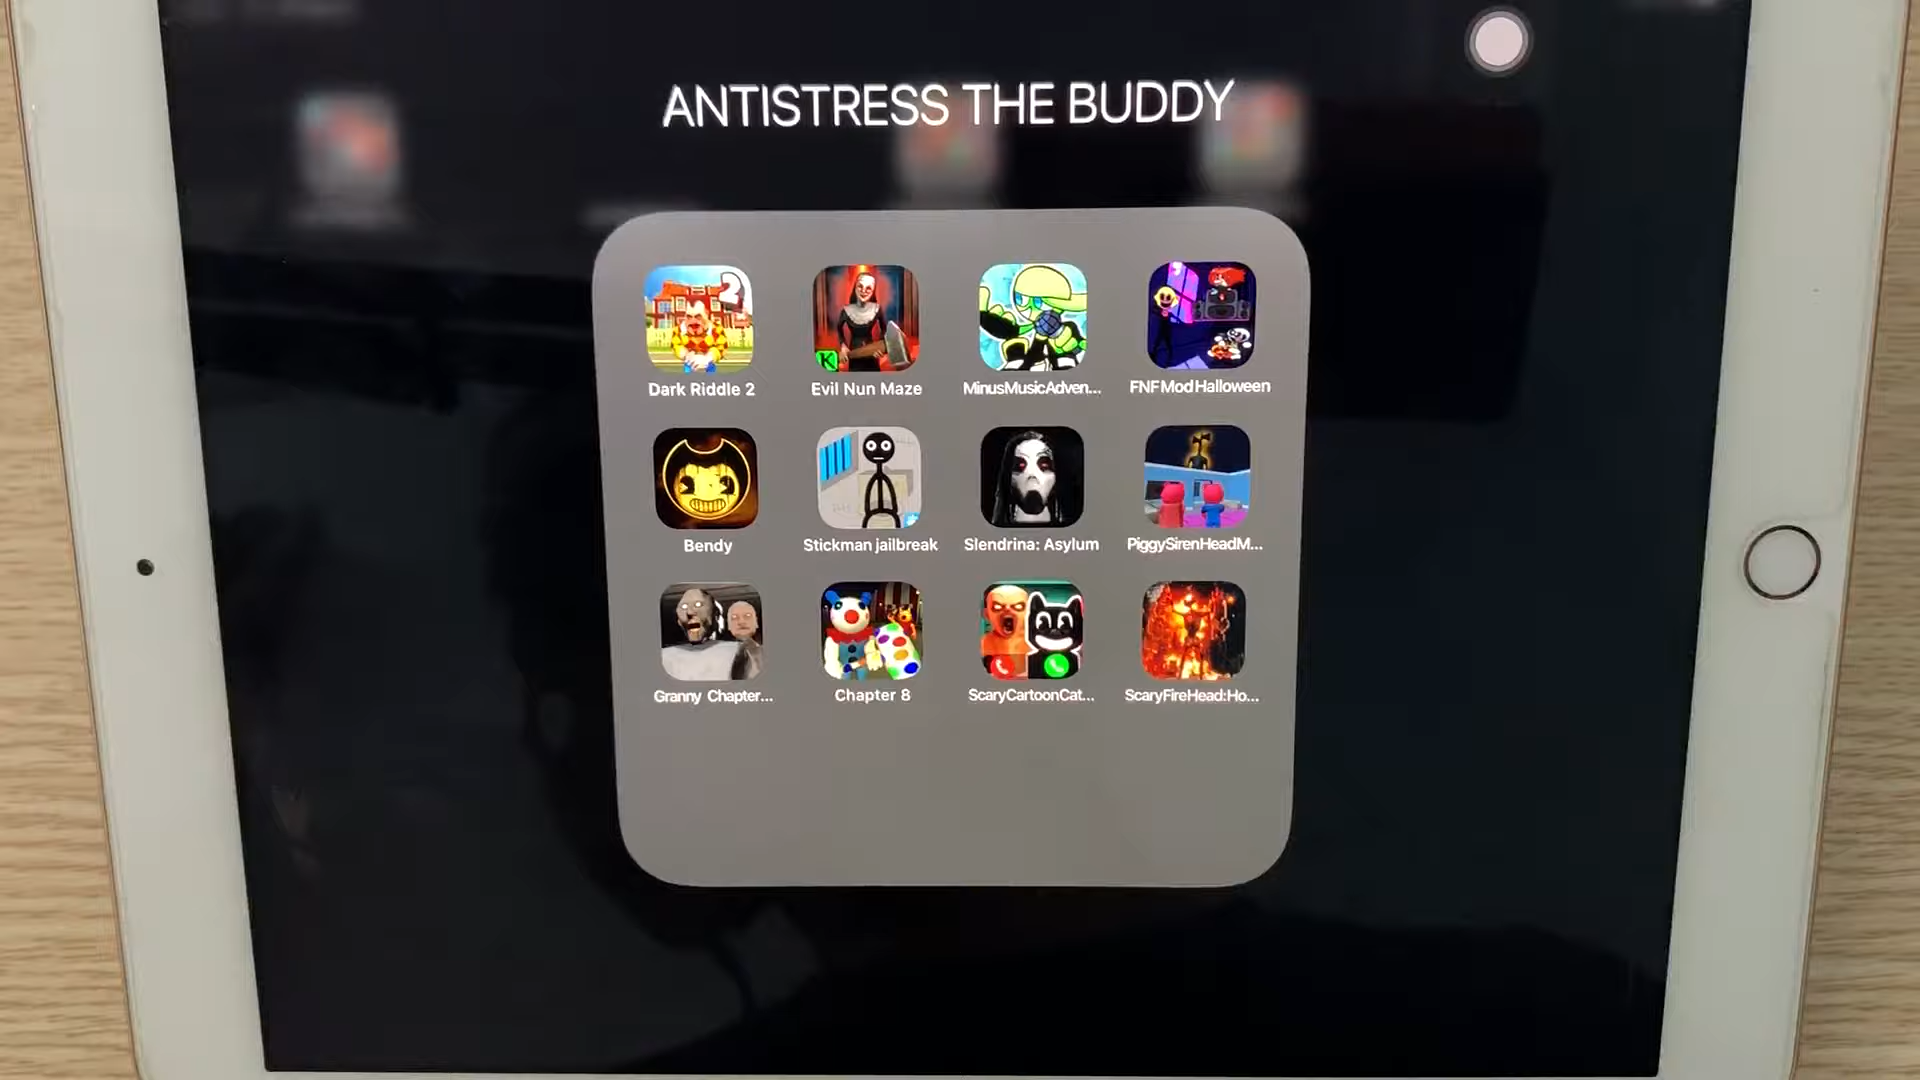 ANTISTRESS THE BUDDY
2
K
Dark Riddle 2
Evil Nun Maze
MinusMusicAdven...
FNF Mod Halloween
Bendy
Stickman jailbreak
Slendrina: Asylum
PiggySirenHeadM...
Granny Chapter...
Chapter 8
ScaryCartoonCat...
ScaryFireHead:Ho...